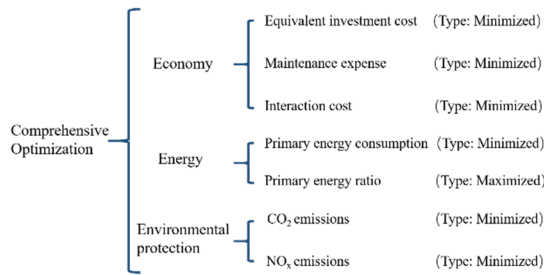 Equivalent investment cost (Type: Minimized)
Economy Maintenance expense (Type: Minimized)
Interaction cost (Type: Minimized)
Comprehensive
Optimization
Primary energy consumption (Type: Minimized)
Energy
Primary energy ratio (Type: Maximized)
Environmental
protection
CO₂ emissions (Type: Minimized)
NOₓ emissions (Type: Minimized)